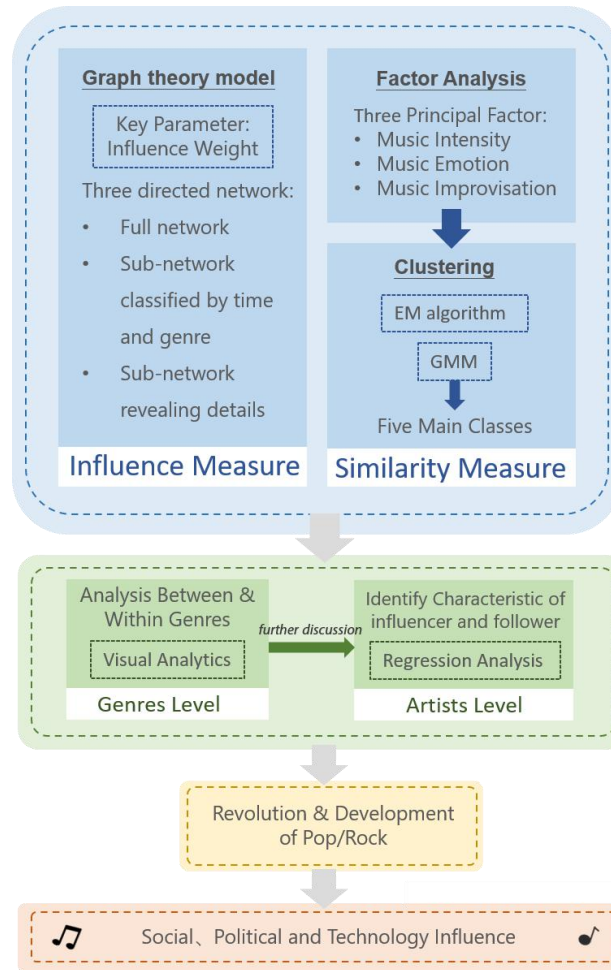 Graph theory model
Key Parameter:
Influence Weight
Three directed network:
• Full network
• Sub-network
classified by time
and genre
• Sub-network
revealing details
Influence Measure
Factor Analysis
Three Principal Factor:
• Music Intensity
• Music Emotion
• Music Improvisation
Clustering
EM algorithm
GMM
Five Main Classes
Similarity Measure
Analysis Between &
Within Genres
Visual Analytics
Genres Level
further discussion
Identify Characteristic of
influencer and follower
Regression Analysis
Artists Level
Revolution & Development
of Pop/Rock
Social、Political and Technology Influence